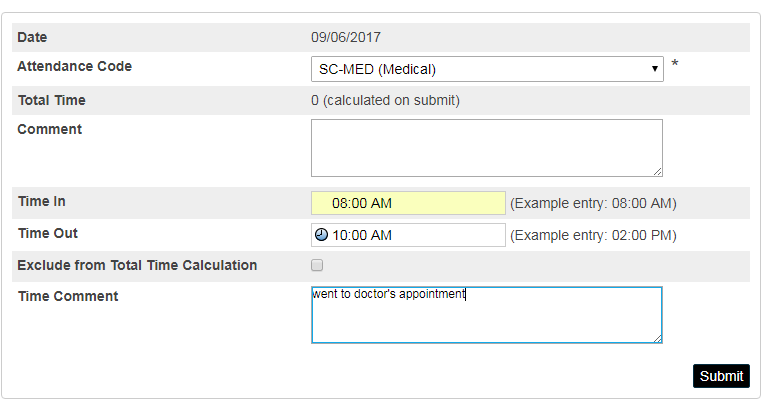 Date 09/06/2017
Attendance Code SC-MED (Medical) *
Total Time 0 (calculated on submit)
Comment
Time In 08:00 AM (Example entry: 08:00 AM)
Time Out 10:00 AM (Example entry: 02:00 PM)
Exclude from Total Time Calculation
Time Comment went to doctor's appointment
Submit